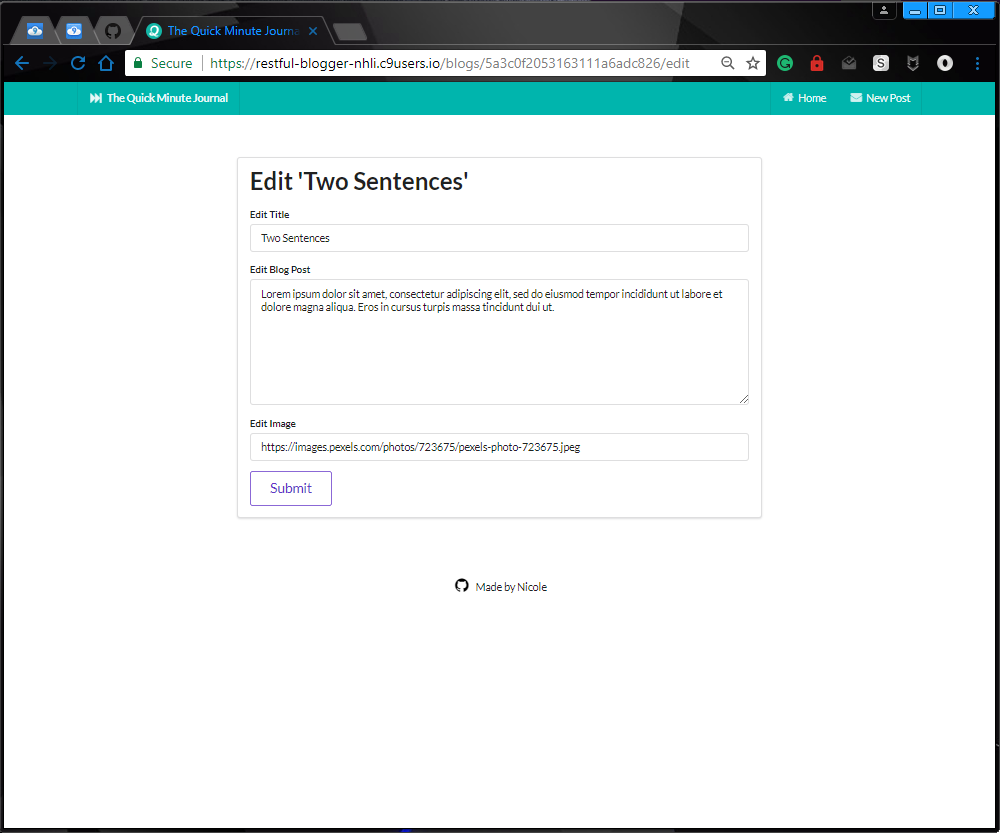 The Quick Minute Journa
Secure
https://restful-blogger-nhli.c9users.io/blogs/5a3c0f2053163111a6adc826/edit
S
The Quick Minute Journal
Home
New Post
Edit 'Two Sentences'
Edit Title
Two Sentences
Edit Blog Post
Lorem ipsum dolor sit amet, consectetur adipiscing elit, sed do eiusmod tempor incididunt ut labore et
dolore magna aliqua. Eros in cursus turpis massa tincidunt dui ut.
Edit Image
https://images.pexels.com/photos/723675/pexels-photo-723675.jpeg
Submit
Made by Nicole